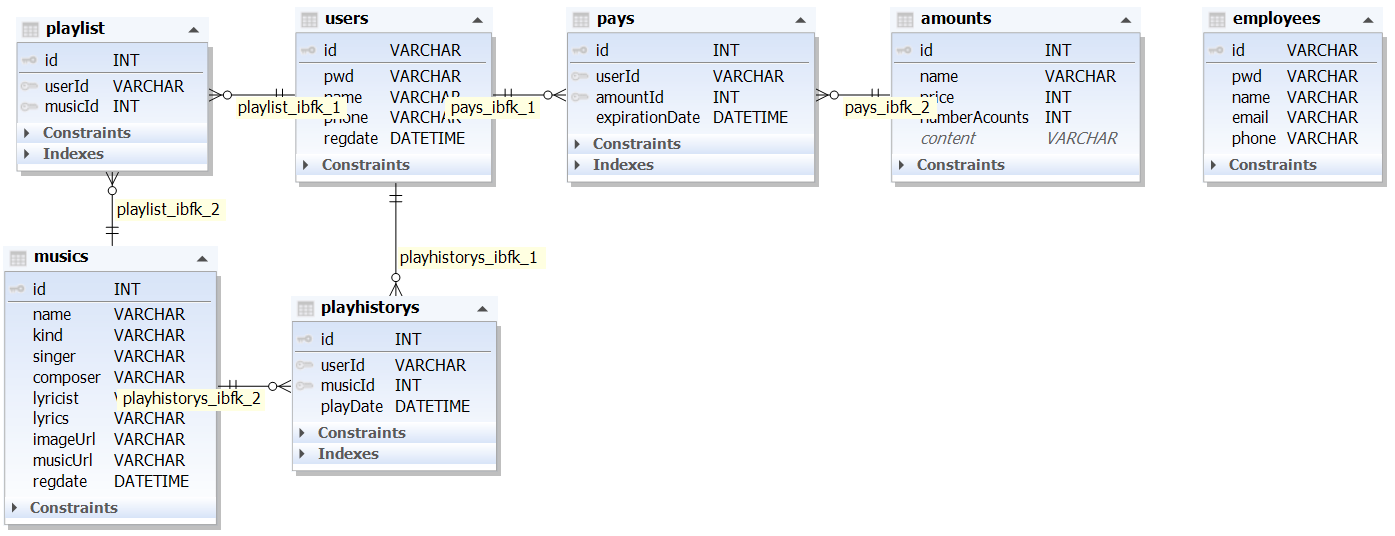 playlist
id INT
userId VARCHAR
musicId INT
Constraints
Indexes
users
id VARCHAR
pwd VARCHAR
name VARCHAR
phone VARCHAR
regdate DATETIME
Constraints
pays
id INT
userId VARCHAR
amountId INT
expirationDate DATETIME
Constraints
Indexes
amounts
id INT
name VARCHAR
price INT
numberAcounts INT
content VARCHAR
Constraints
employees
id VARCHAR
pwd VARCHAR
name VARCHAR
email VARCHAR
phone VARCHAR
Constraints
playlist_ibfk_1
pays_ibfk_1
pays_ibfk_2
playlist_ibfk_2
playhistorys_ibfk_1
musics
id INT
name VARCHAR
kind VARCHAR
singer VARCHAR
composer VARCHAR
lyricist
lyrics VARCHAR
imageUrl VARCHAR
musicUrl VARCHAR
regdate DATETIME
Constraints
playhistorys_ibfk_2
playhistorys
id INT
userId VARCHAR
musicId INT
playDate DATETIME
Constraints
Indexes